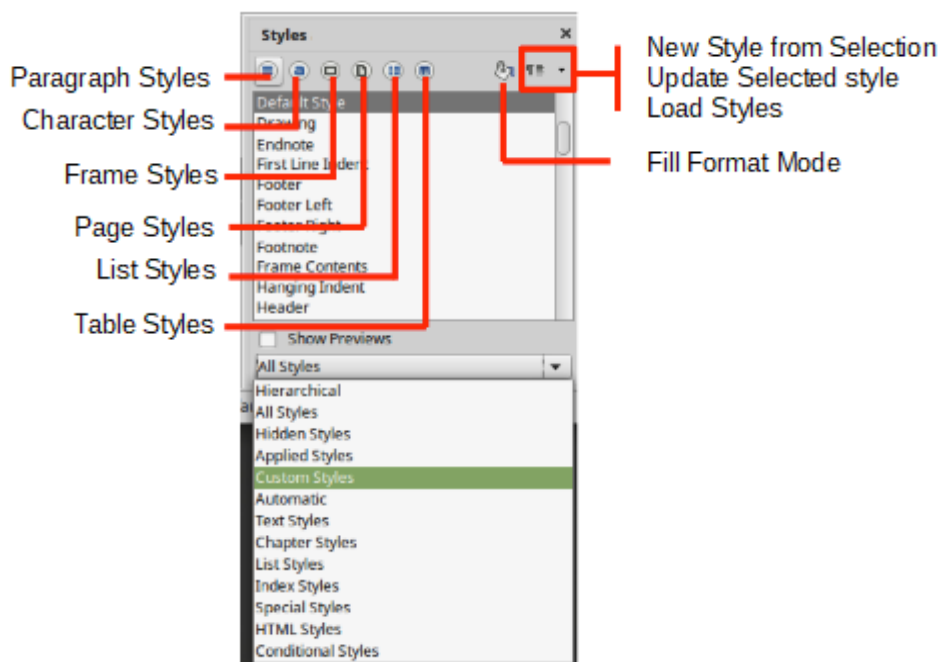 Styles
New Style from Selection
Update Selected style
Load Styles
Paragraph Styles
Character Styles
Frame Styles
Page Styles
List Styles
Table Styles
Fill Format Mode
Default Style
Drawing
Endnote
First Line Indent
Footer
Footer Left
Footer Right
Footnote
Frame Contents
Hanging Indent
Header
Show Previews
All Styles
Hierarchical
All Styles
Hidden Styles
Applied Styles
Custom Styles
Automatic
Text Styles
Chapter Styles
List Styles
Index Styles
Special Styles
HTML Styles
Conditional Styles